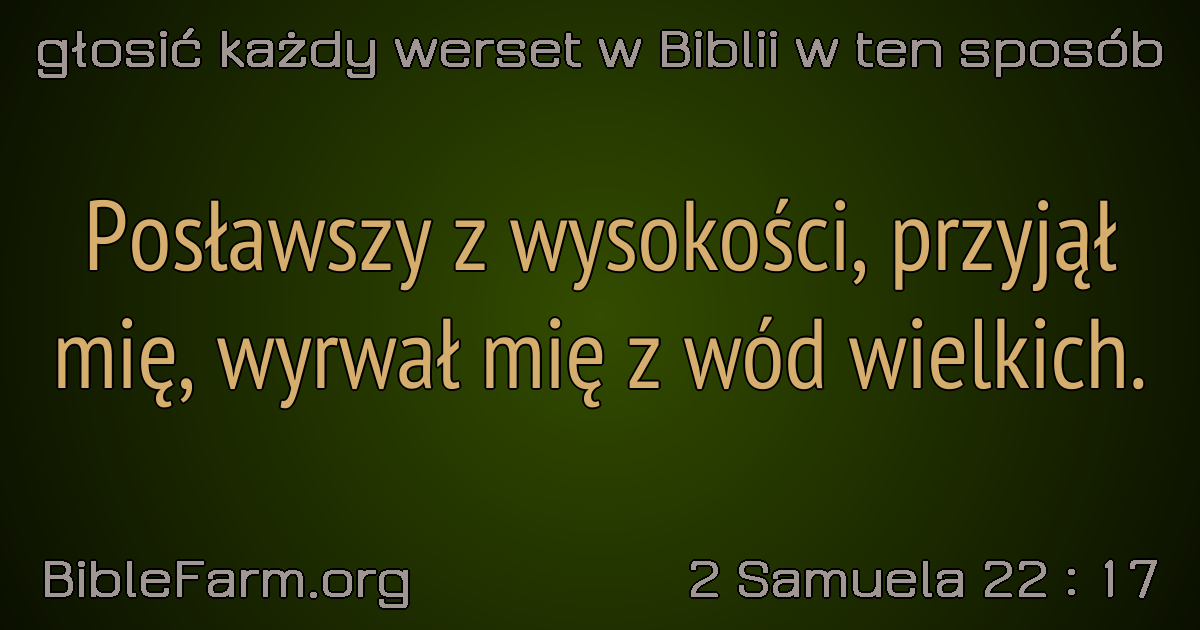 głosić każdy werset w Biblii w ten sposób
Posławszy z wysokości, przyjął
mię, wyrwał mię z wód wielkich.
BibleFarm.org
2 Samuela 22 : 17